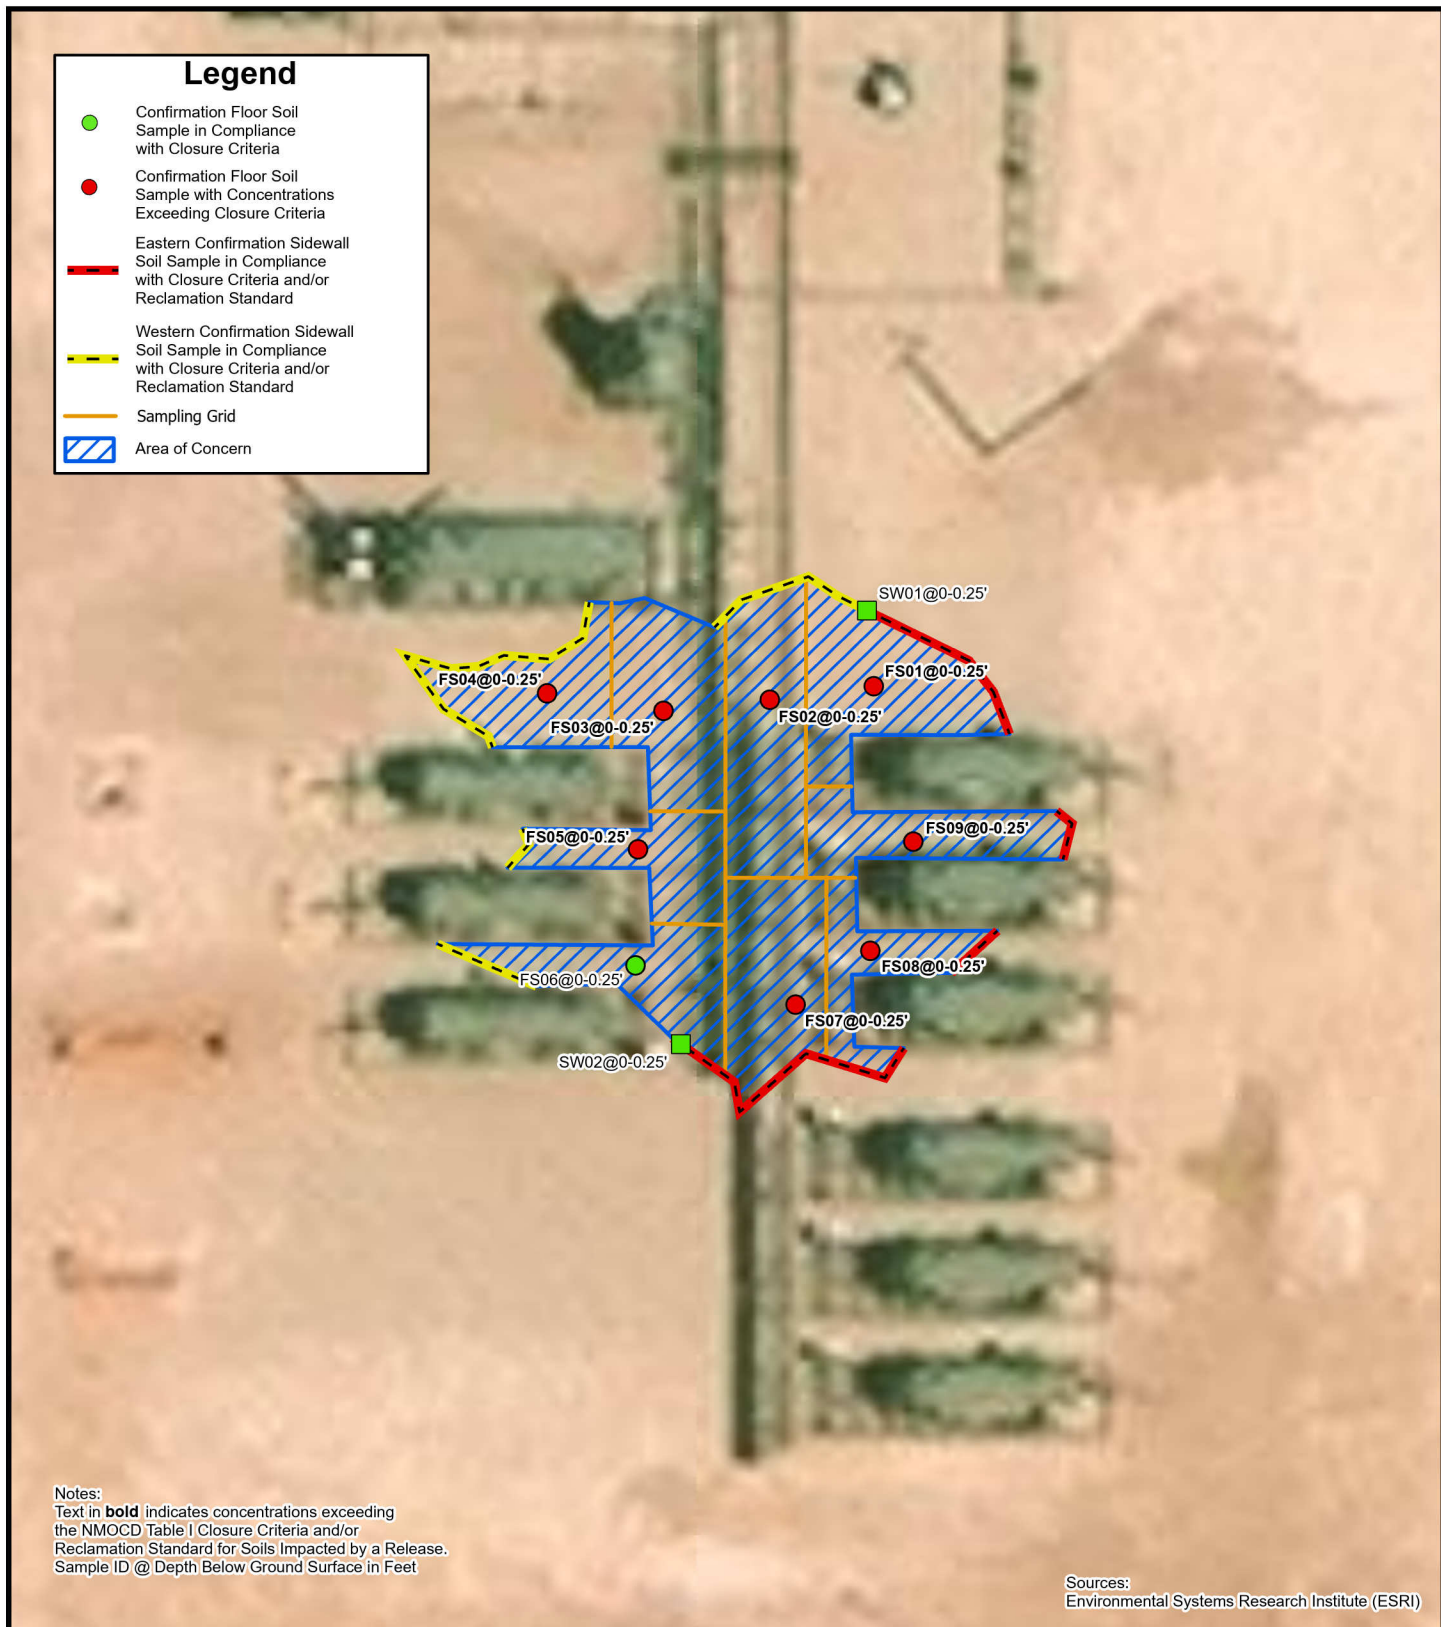 Legend
Confirmation Floor Soil
Sample in Compliance
with Closure Criteria
Confirmation Floor Soil
Sample with Concentrations
Exceeding Closure Criteria
Eastern Confirmation Sidewall
Soil Sample in Compliance
with Closure Criteria and/or
Reclamation Standard
Western Confirmation Sidewall
Soil Sample in Compliance
with Closure Criteria and/or
Reclamation Standard
Sampling Grid
Area of Concern
SW01@0-0.25'
FS01@0-0.25'
FS04@0-0.25'
FS02@0-0.25'
FS03@0-0.25'
FS09@0-0.25'
FS05@0-0.25'
FS08@0-0.25'
FS06@0-0.25'
FS07@0-0.25'
SW02@0-0.25'
Notes:
Text in bold indicates concentrations exceeding
the NMOCD Table I Closure Criteria and/or
Reclamation Standard for Soils Impacted by a Release.
Sample ID @ Depth Below Ground Surface in Feet
Sources:
Environmental Systems Research Institute (ESRI)